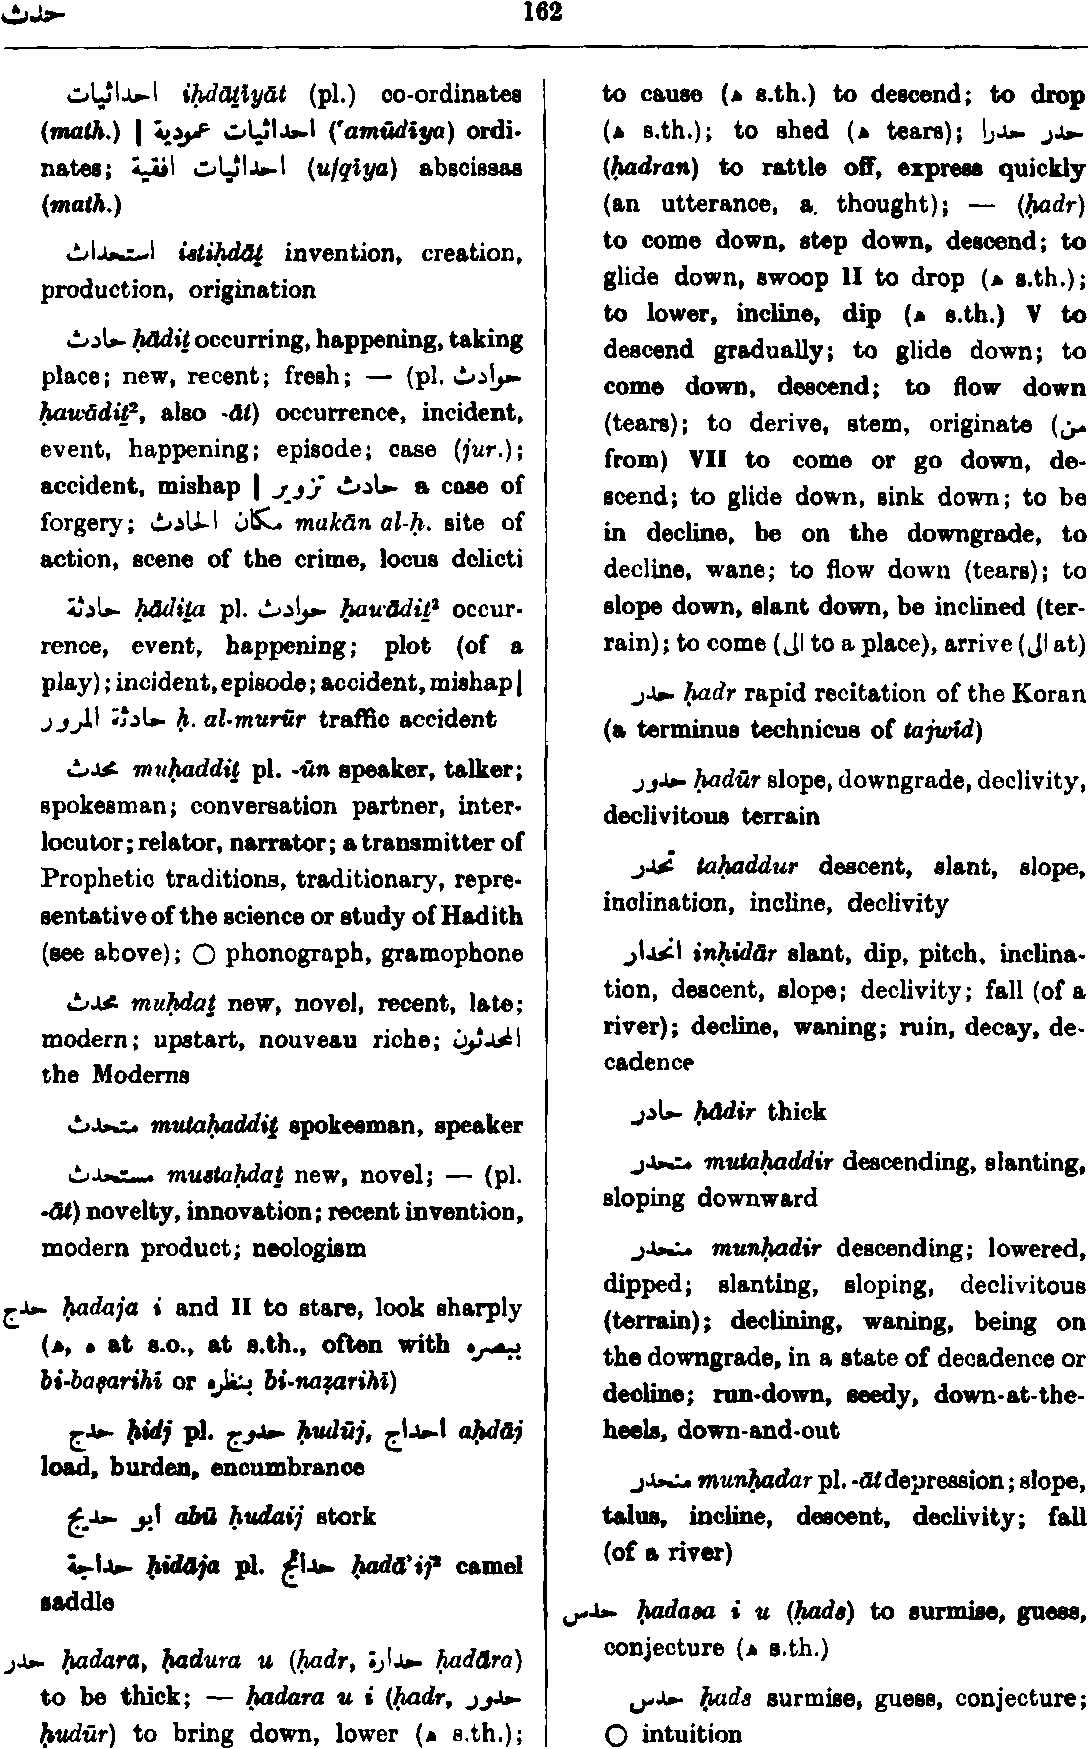 حدث
162
احداثيات iḥdāṯīyāt (pl.) co-ordinates
(math.) | احداثيات عمودية (‘amūdīya) ordi-
nates; احداثيات افقية (ufqīya) abscissas
(math.)
استحداث istiḥdāṯ invention, creation,
production, origination
حادث ḥādiṯ occurring, happening, taking
place; new, recent; fresh; — (pl. حوادث
ḥawādiṯ², also -āt) occurrence, incident,
event, happening; episode; case (jur.);
accident, mishap | حادث تزوير a case of
forgery; مكان الحادث makān al-ḥ. site of
action, scene of the crime, locus delicti
حادثة ḥādiṯa pl. حوادث ḥawādiṯ² occur-
rence, event, happening; plot (of a
play); incident, episode; accident, mishap |
حادثة المرور ḥ. al-murūr traffic accident
محدث muḥaddiṯ pl. -ūn speaker, talker;
spokesman; conversation partner, inter-
locutor; relator, narrator; a transmitter of
Prophetic traditions, traditionary, repre-
sentative of the science or study of Hadith
(see above); ○ phonograph, gramophone
محدث muḥdaṯ new, novel, recent, late;
modern; upstart, nouveau riche; المحدثون
the Moderns
متحدث mutaḥaddiṯ spokesman, speaker
مستحدث mustaḥdaṯ new, novel; — (pl.
-āt) novelty, innovation; recent invention,
modern product; neologism
حدج ḥadaja i and II to stare, look sharply
(ه, ه at s.o., at s.th., often with ببصره
bi-baṣarihī or بنظره bi-naẓarihī)
حدج ḥidj pl. حدوج ḥudūj, احداج aḥdāj
load, burden, encumbrance
ابو حديج abū ḥudaij stork
حداجة ḥidāja pl. حدائج ḥadā’ij² camel
saddle
حدر ḥadara, ḥadura u (ḥadr, حدارة ḥadāra)
to be thick; — ḥadara u i (ḥadr, حدور
ḥudūr) to bring down, lower (ه s.th.);
to cause (ه s.th.) to descend; to drop
(ه s.th.); to shed (ه tears); حدر حدرا
(ḥadran) to rattle off, express quickly
(an utterance, a thought); — (ḥadr)
to come down, step down, descend; to
glide down, swoop II to drop (ه s.th.);
to lower, incline, dip (ه s.th.) V to
descend gradually; to glide down; to
come down, descend; to flow down
(tears); to derive, stem, originate (من
from) VII to come or go down, de-
scend; to glide down, sink down; to be
in decline, be on the downgrade, to
decline, wane; to flow down (tears); to
slope down, slant down, be inclined (ter-
rain); to come (الى to a place), arrive (الى at)
حدر ḥadr rapid recitation of the Koran
(a terminus technicus of tajwīd)
حدور ḥadūr slope, downgrade, declivity,
declivitous terrain
تحدر taḥaddur descent, slant, slope,
inclination, incline, declivity
انحدار inḥidār slant, dip, pitch, inclina-
tion, descent, slope; declivity; fall (of a
river); decline, waning; ruin, decay, de-
cadence
حادر ḥādir thick
متحدر mutaḥaddir descending, slanting,
sloping downward
منحدر munḥadir descending; lowered,
dipped; slanting, sloping, declivitous
(terrain); declining, waning, being on
the downgrade, in a state of decadence or
decline; run-down, seedy, down-at-the-
heels, down-and-out
منحدر munḥadar pl. -āt depression; slope,
talus, incline, descent, declivity; fall
(of a river)
حدس ḥadasa i u (ḥads) to surmise, guess,
conjecture (ه s.th.)
حدس ḥads surmise, guess, conjecture;
○ intuition